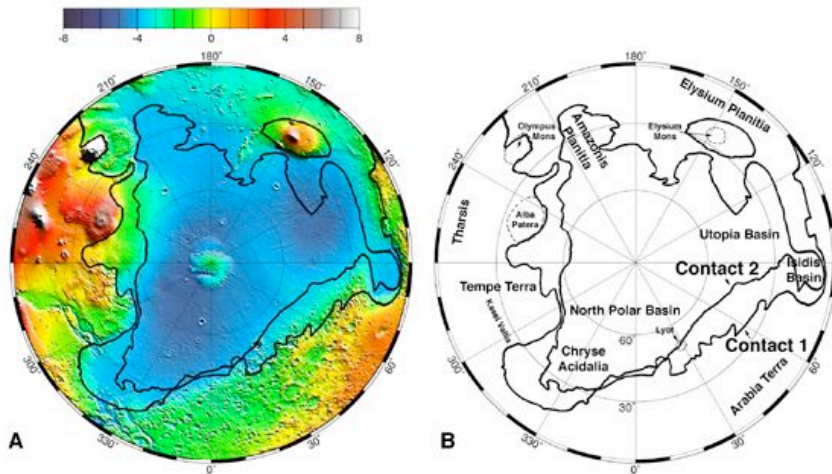 -8 -4 0 4 8
180°
150°
120°
60°
30°
0°
330°
300°
240°
210°
A
180°
150°
120°
60°
30°
0°
330°
300°
240°
210°
Elysium Planitia
Olympus
Mons
Amazonis
Planitia
Elysium
Mons
Tharsis
Alba
Patera
Utopia Basin
Contact 2
Isidis
Basin
Tempe Terra
Kasei Vallis
North Polar Basin
Lyot
60
Contact 1
Chryse
Acidalia
Arabia Terra
30
B